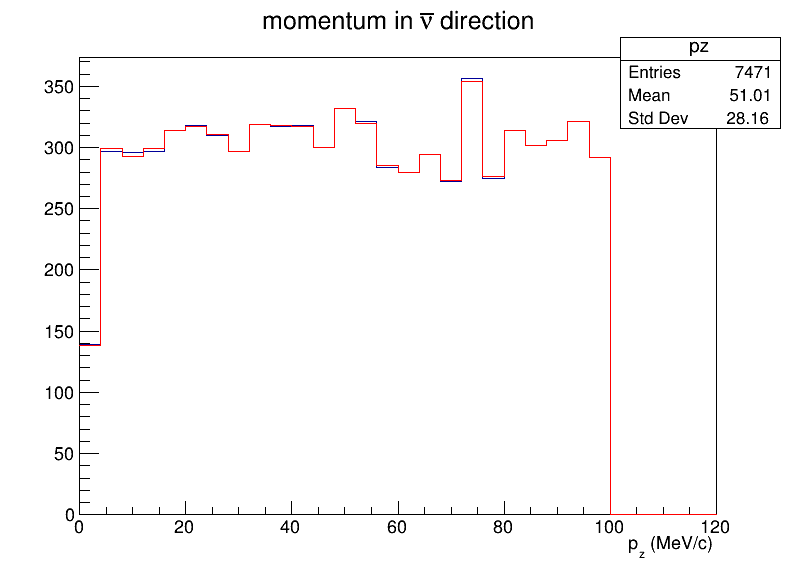 momentum in ν̅ direction
pz
Entries 7471
Mean 51.01
Std Dev 28.16
350
300
250
200
150
100
50
0
0 20 40 60 80 100 120
p_z (MeV/c)